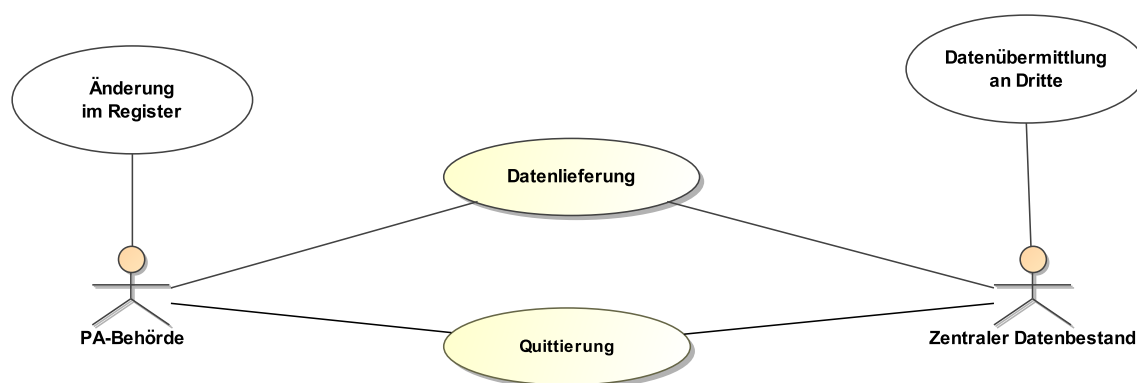 Änderung
im Register
Datenübermittlung
an Dritte
Datenlieferung
PA-Behörde
Quittierung
Zentraler Datenbestand